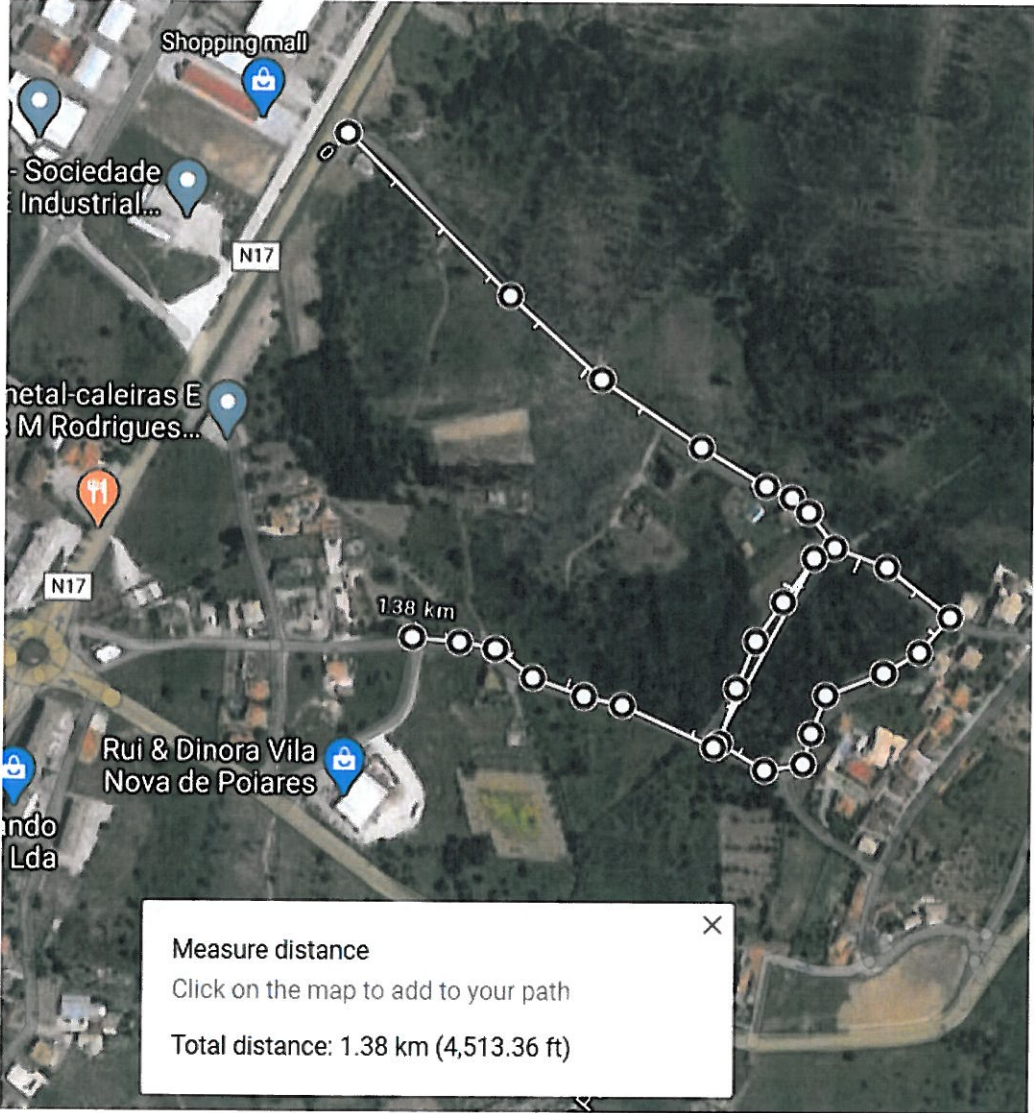 Shopping mall
0
- Sociedade
Industrial...
N17
netal-caleiras E
M Rodrigues...
N17
1.38 km
Rui & Dinora Vila
Nova de Poiares
ando
Lda
Measure distance
Click on the map to add to your path
Total distance: 1.38 km (4,513.36 ft)